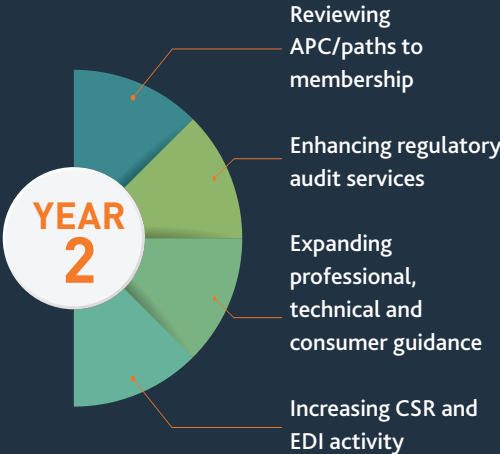 Reviewing
APC/paths to
membership
Enhancing regulatory
audit services
YEAR
2
Expanding
professional,
technical and
consumer guidance
Increasing CSR and
EDI activity